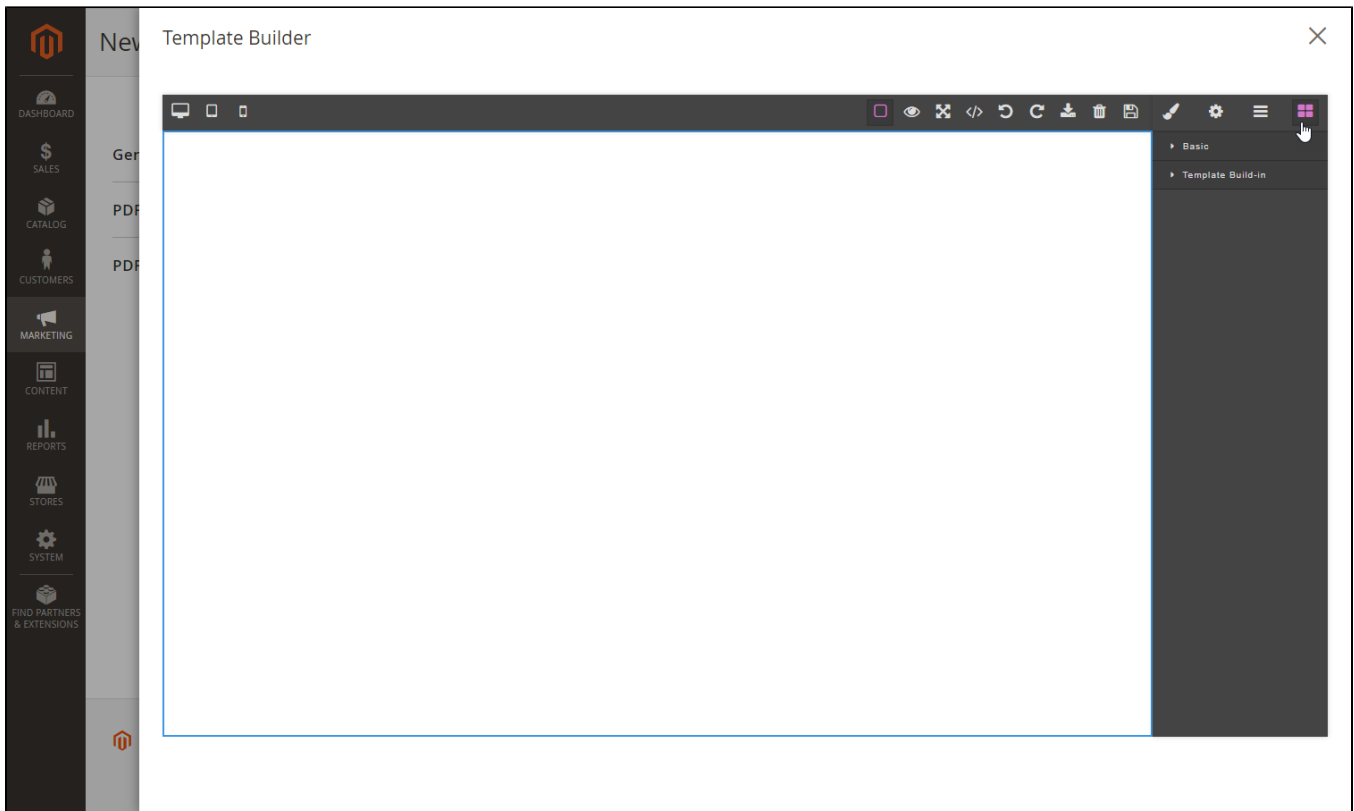 New
Template Builder
DASHBOARD
SALES
Gen
CATALOG
PDF
CUSTOMERS
PDF
MARKETING
CONTENT
REPORTS
STORES
SYSTEM
FIND PARTNERS
& EXTENSIONS
Basic
Template Build-in